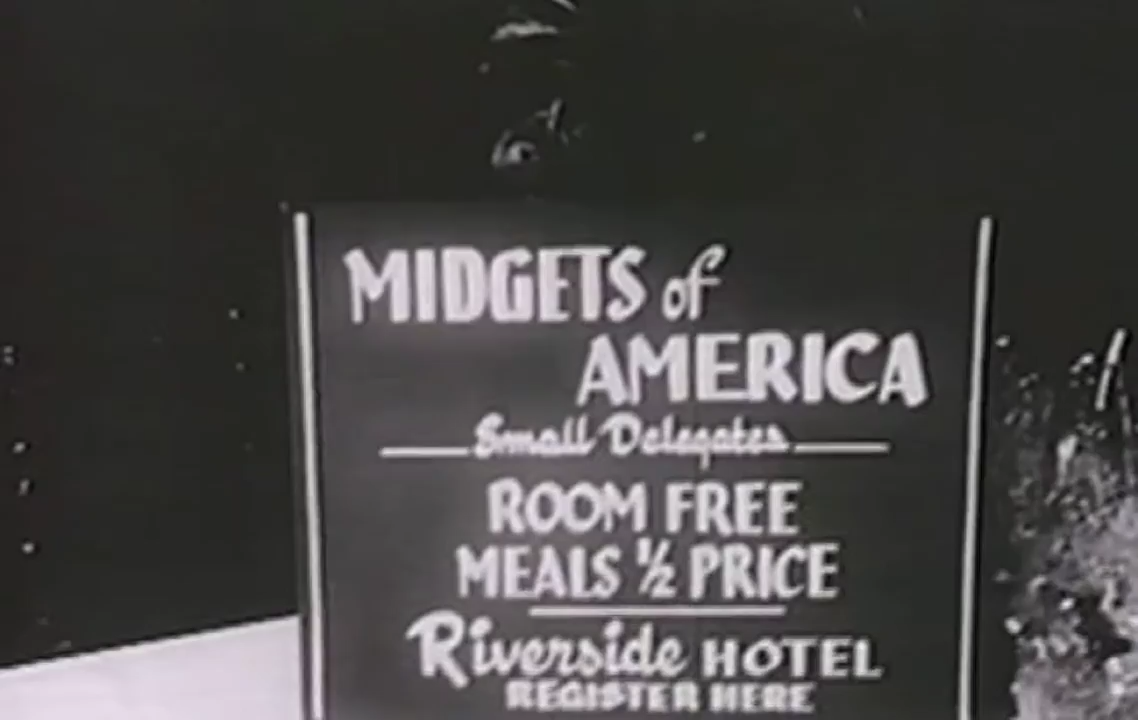 MIDGETS of
AMERICA
Small Delegates
ROOM FREE
MEALS ½ PRICE
Riverside HOTEL
REGISTER HERE